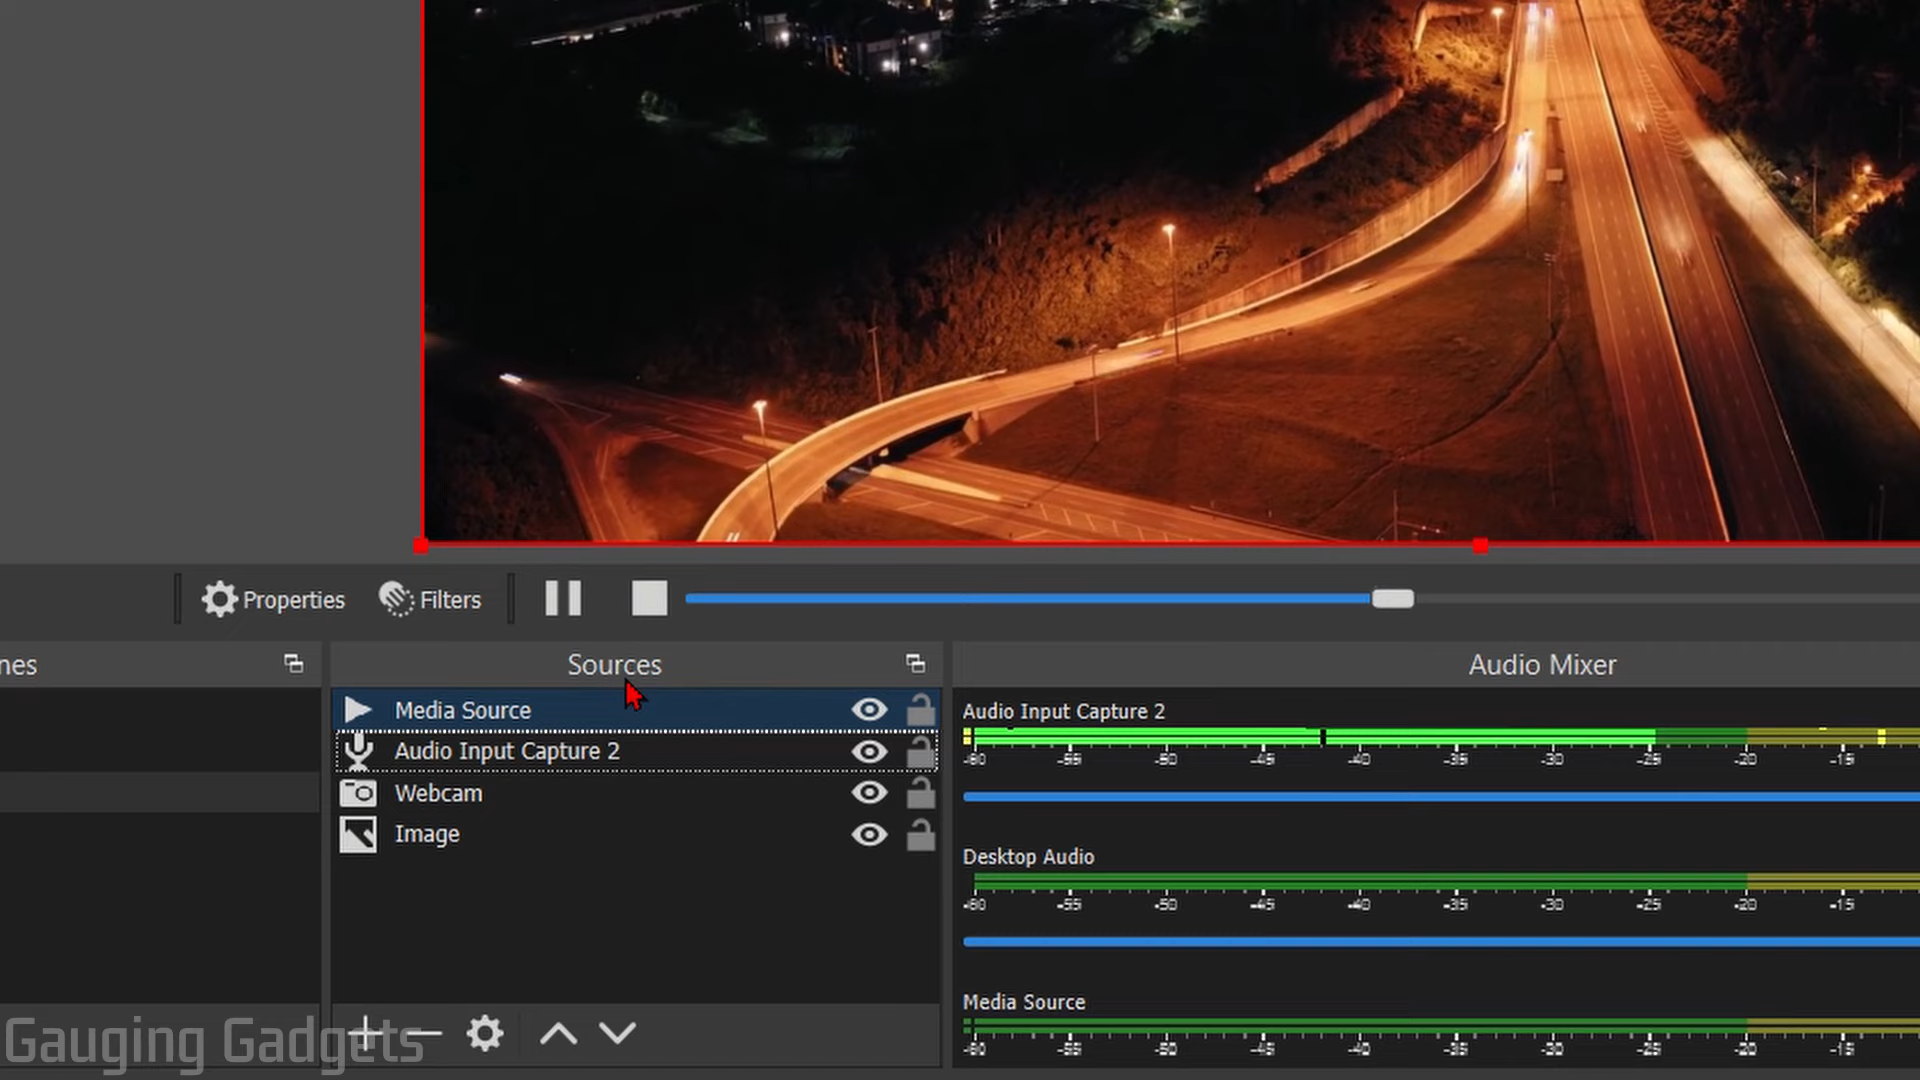 Properties
Filters
nes
Sources
Audio Mixer
Media Source
Audio Input Capture 2
Webcam
Image
Audio Input Capture 2
-60 -55 -50 -45 -40 -35 -30 -25 -20 -15
Desktop Audio
-60 -55 -50 -45 -40 -35 -30 -25 -20 -15
Media Source
-60 -55 -50 -45 -40 -35 -30 -25 -20 -15
Gauging Gadgets